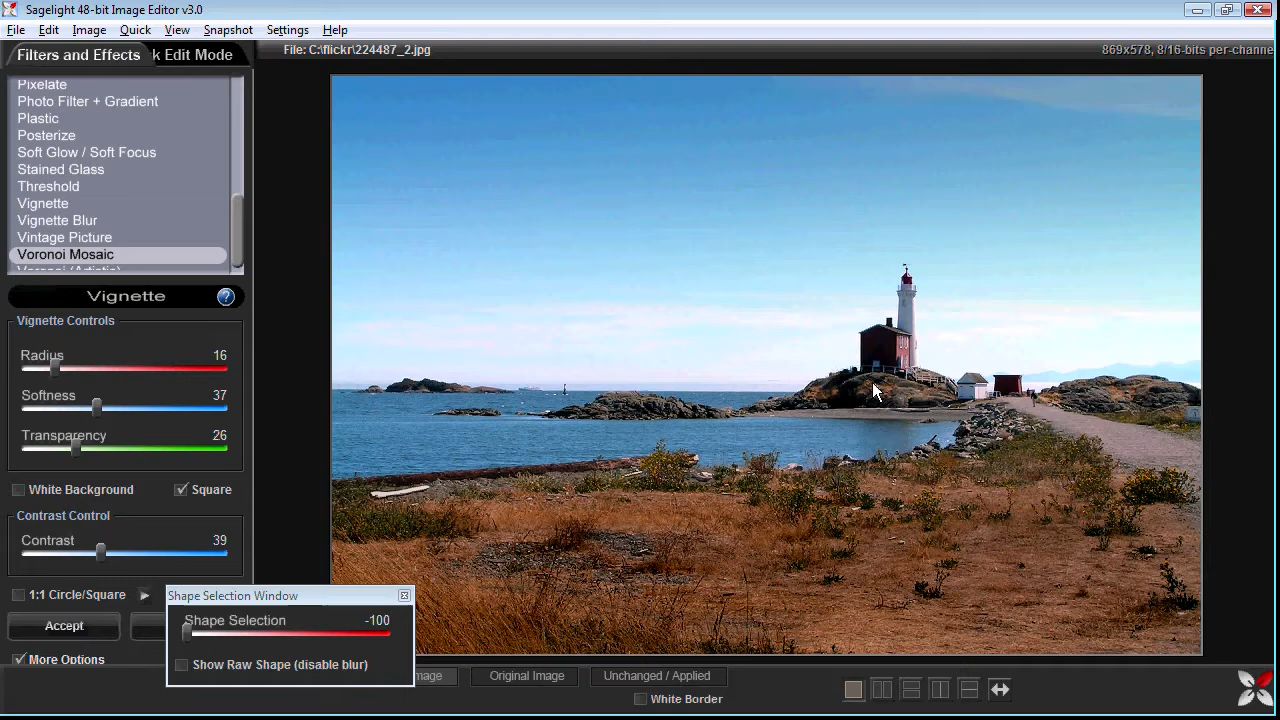 Sagelight 48-bit Image Editor v3.0
File Edit Image Quick View Snapshot Settings Help
Filters and Effects k Edit Mode
File: C:\flickr\224487_2.jpg
869x578, 8/16-bits per-channe
Pixelate
Photo Filter + Gradient
Plastic
Posterize
Soft Glow / Soft Focus
Stained Glass
Threshold
Vignette
Vignette Blur
Vintage Picture
Voronoi Mosaic
Voronoi (Artistic)
Vignette ?
Vignette Controls
Radius 16
Softness 37
Transparency 26
White Background Square
Contrast Control
Contrast 39
1:1 Circle/Square
Accept
More Options
Shape Selection Window
Shape Selection -100
Show Raw Shape (disable blur)
mage Original Image Unchanged / Applied
White Border